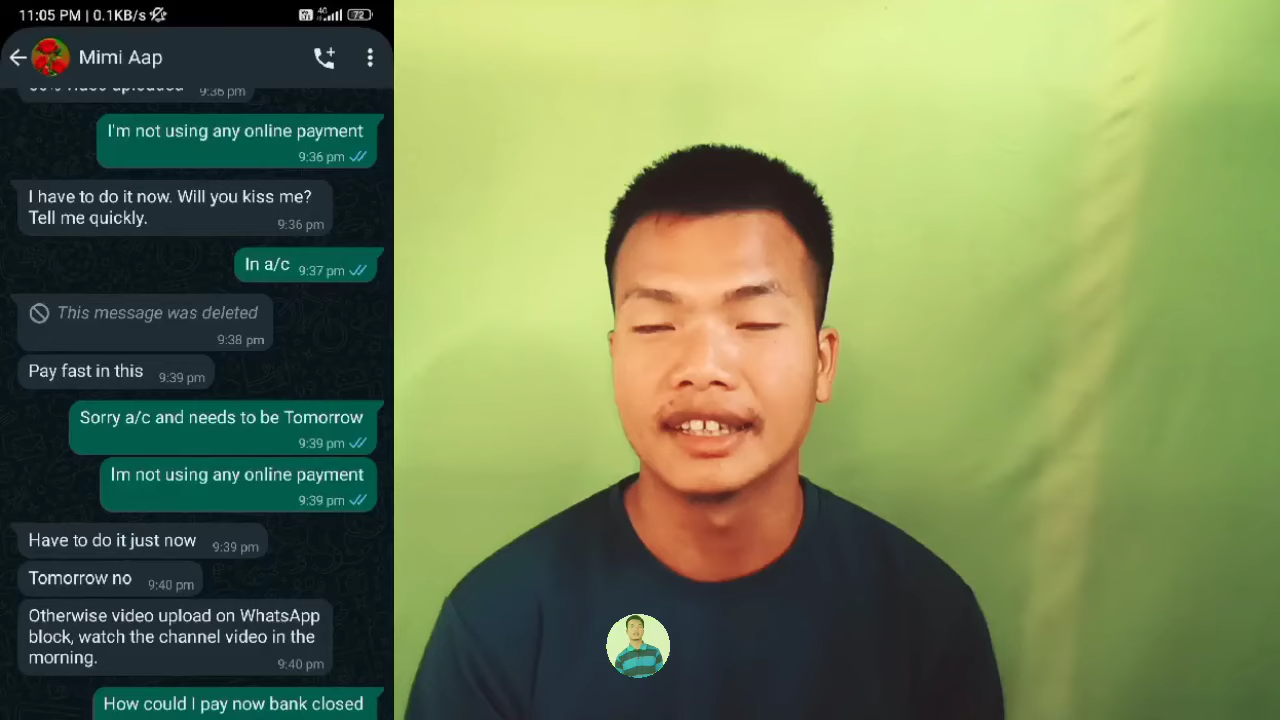 11:05 PM | 0.1KB/s
4G
72
Mimi Aap
video uploaded 9:36 pm
I'm not using any online payment
9:36 pm
I have to do it now. Will you kiss me?
Tell me quickly.
9:36 pm
In a/c 9:37 pm
This message was deleted
9:38 pm
Pay fast in this 9:39 pm
Sorry a/c and needs to be Tomorrow
9:39 pm
Im not using any online payment
9:39 pm
Have to do it just now 9:39 pm
Tomorrow no 9:40 pm
Otherwise video upload on WhatsApp
block, watch the channel video in the
morning.
9:40 pm
How could I pay now bank closed